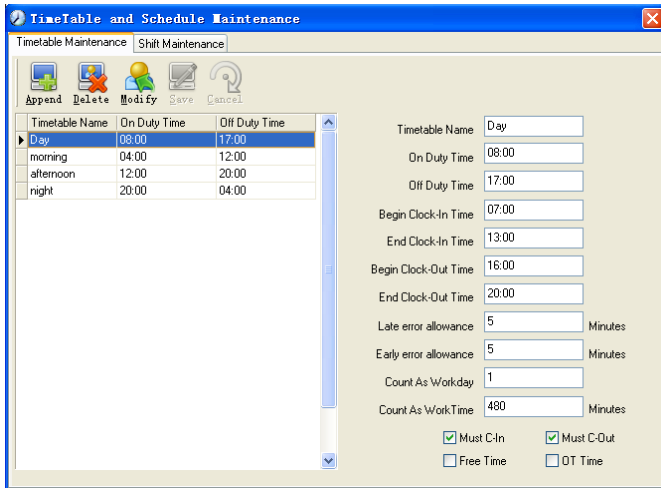 TimeTable and Schedule Maintenance
Timetable Maintenance Shift Maintenance
Append Delete Modify Save Cancel
Timetable Name On Duty Time Off Duty Time
Day 08:00 17:00
morning 04:00 12:00
afternoon 12:00 20:00
night 20:00 04:00
Timetable Name Day
On Duty Time 08:00
Off Duty Time 17:00
Begin Clock-In Time 07:00
End Clock-In Time 13:00
Begin Clock-Out Time 16:00
End Clock-Out Time 20:00
Late error allowance 5 Minutes
Early error allowance 5 Minutes
Count As Workday 1
Count As WorkTime 480 Minutes
Must C-In Must C-Out
Free Time OT Time